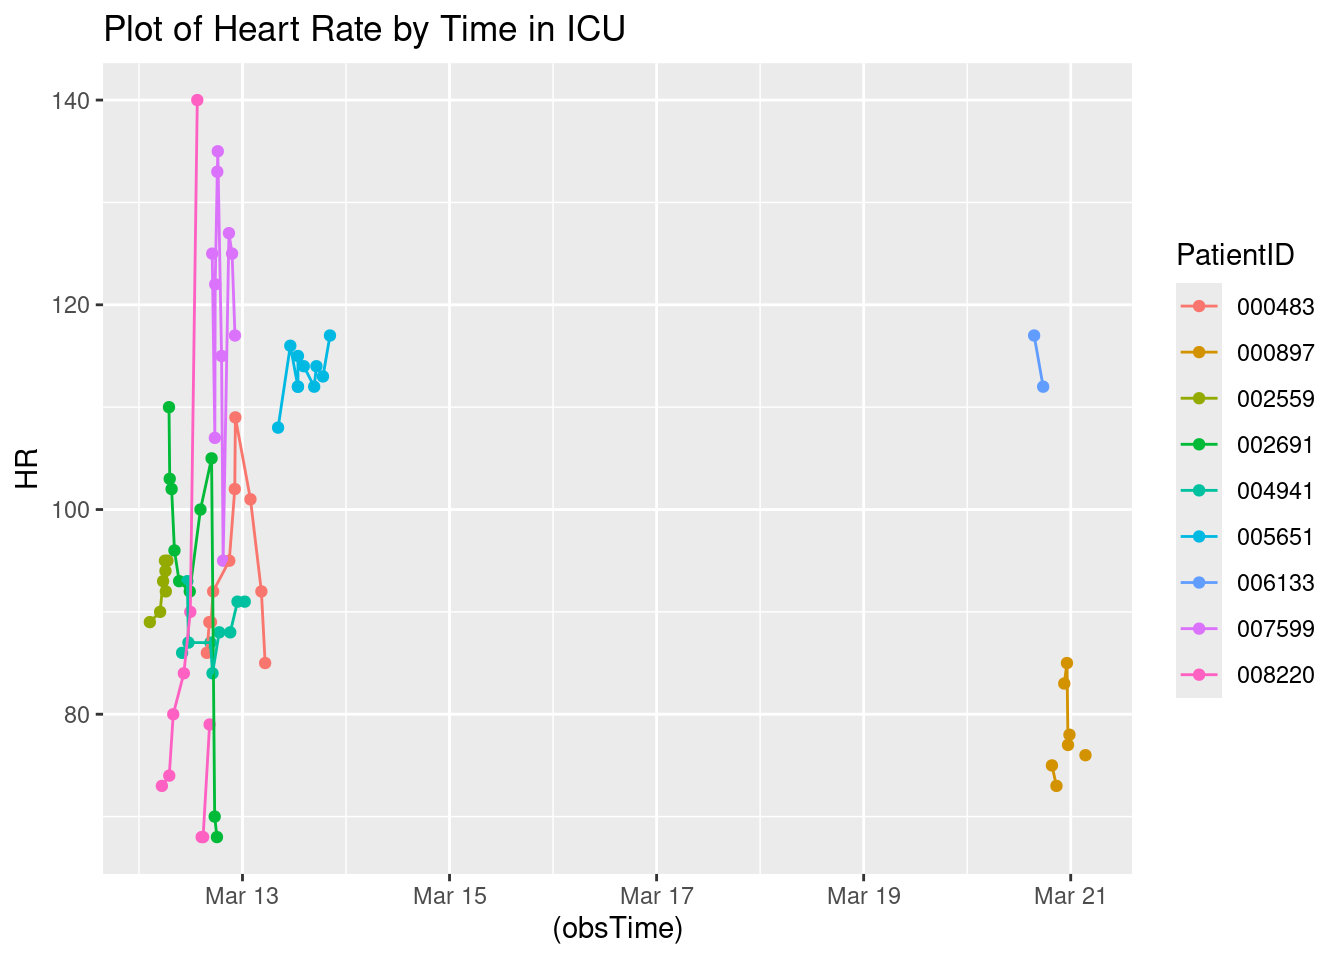 Plot of Heart Rate by Time in ICU
140
120
100
80
HR
Mar 13
Mar 15
Mar 17
Mar 19
Mar 21
(obsTime)
PatientID
000483
000897
002559
002691
004941
005651
006133
007599
008220